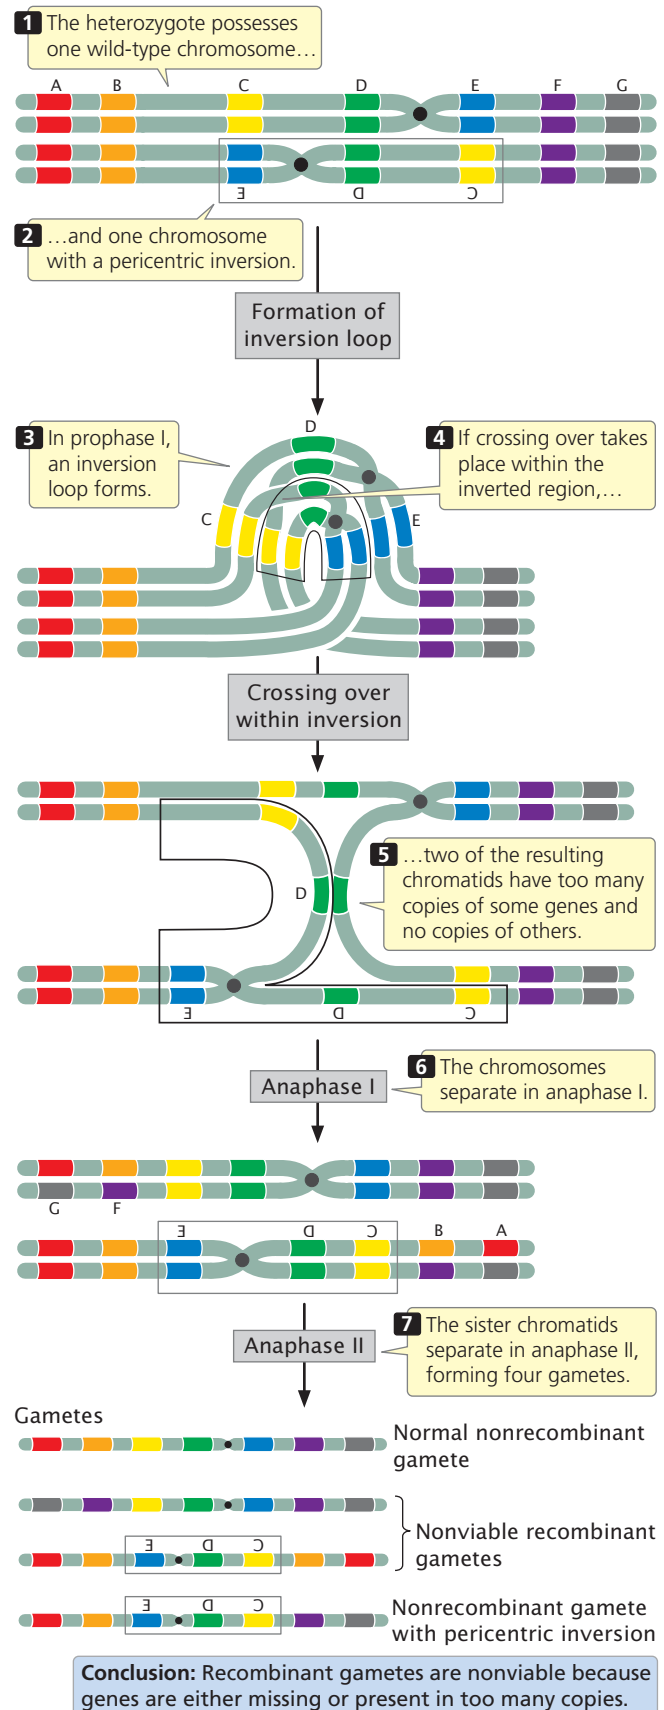 1 The heterozygote possesses
one wild-type chromosome…
A B C D E F G
E D C
2 …and one chromosome
with a pericentric inversion.
Formation of
inversion loop
D
3 In prophase I,
an inversion
loop forms.
4 If crossing over takes
place within the
inverted region,…
C E
Crossing over
within inversion
5 …two of the resulting
chromatids have too many
copies of some genes and
no copies of others.
D
E D C
Anaphase I
6 The chromosomes
separate in anaphase I.
G F
E D C B A
Anaphase II
7 The sister chromatids
separate in anaphase II,
forming four gametes.
Gametes
Normal nonrecombinant
gamete
Nonviable recombinant
gametes
E D C
E D C
Nonrecombinant gamete
with pericentric inversion
Conclusion: Recombinant gametes are nonviable because
genes are either missing or present in too many copies.